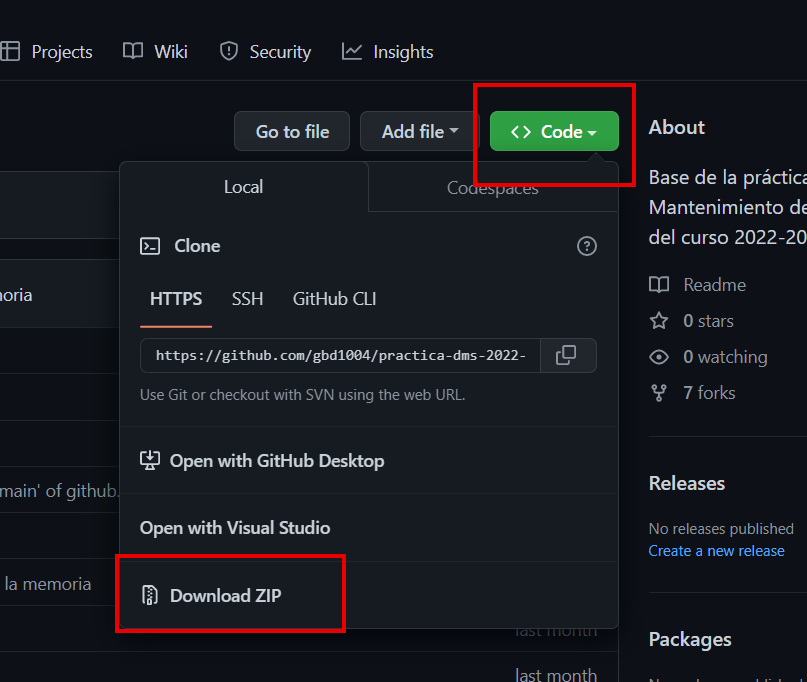 Projects
Wiki
Security
Insights
Go to file
Add file
Code
About
Base de la práctica
Mantenimiento de
del curso 2022-20
Local
Codespaces
Clone
HTTPS
SSH
GitHub CLI
https://github.com/gbd1004/practica-dms-2022-
Use Git or checkout with SVN using the web URL.
Open with GitHub Desktop
Open with Visual Studio
Download ZIP
oria
main' of github.
la memoria
last month
last month
Readme
0 stars
0 watching
7 forks
Releases
No releases published
Create a new release
Packages